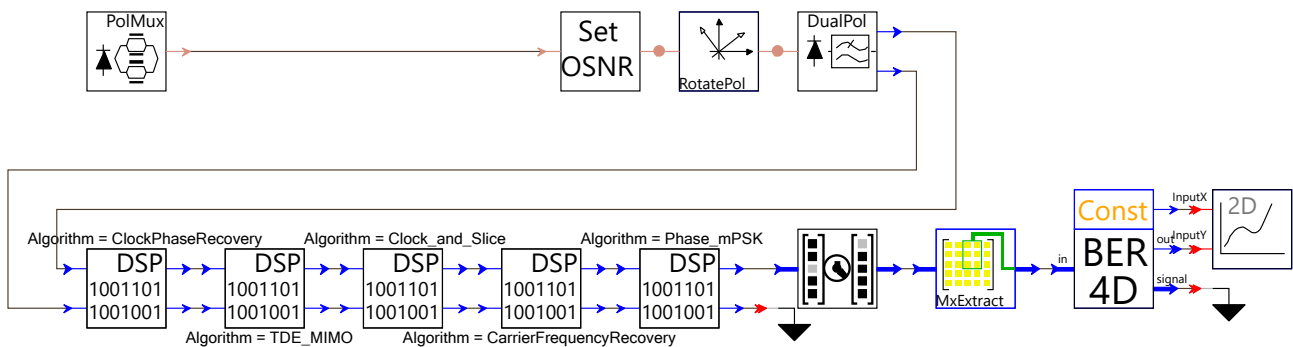 PolMux
Set
OSNR
RotatePol
DualPol
Algorithm = ClockPhaseRecovery
Algorithm = Clock_and_Slice
Algorithm = Phase_mPSK
DSP
1001101
1001001
DSP
1001101
1001001
DSP
1001101
1001001
DSP
1001101
1001001
DSP
1001101
1001001
Algorithm = TDE_MIMO
Algorithm = CarrierFrequencyRecovery
MxExtract
in
Const
BER
4D
InputX
out
InputY
signal
2D